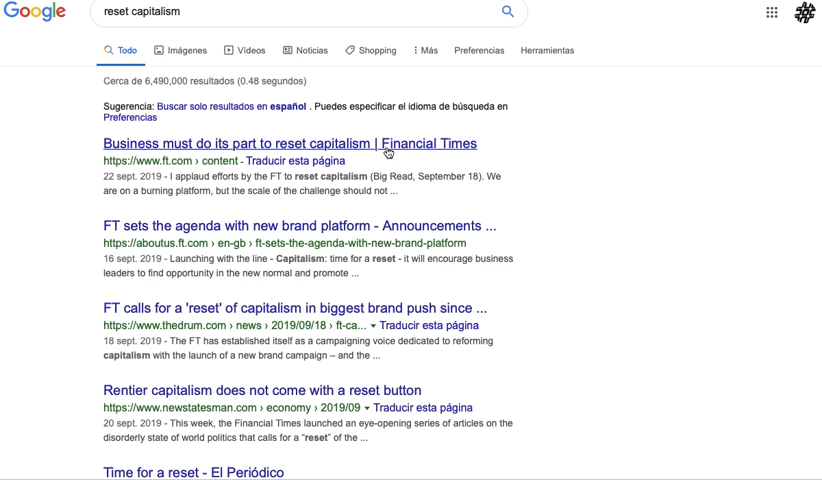 Google
reset capitalism
Todo Imágenes Vídeos Noticias Shopping Más Preferencias Herramientas
Cerca de 6,490,000 resultados (0.48 segundos)
Sugerencia: Buscar solo resultados en español . Puedes especificar el idioma de búsqueda en
Preferencias
Business must do its part to reset capitalism | Financial Times
https://www.ft.com › content - Traducir esta página
22 sept. 2019 - I applaud efforts by the FT to reset capitalism (Big Read, September 18). We
are on a burning platform, but the scale of the challenge should not ...
FT sets the agenda with new brand platform - Announcements ...
https://aboutus.ft.com › en-gb › ft-sets-the-agenda-with-new-brand-platform
16 sept. 2019 - Launching with the line - Capitalism: time for a reset - it will encourage business
leaders to find opportunity in the new normal and promote ...
FT calls for a 'reset' of capitalism in biggest brand push since ...
https://www.thedrum.com › news › 2019/09/18 › ft-ca... Traducir esta página
18 sept. 2019 - The FT has established itself as a campaigning voice dedicated to reforming
capitalism with the launch of a new brand campaign – and the ...
Rentier capitalism does not come with a reset button
https://www.newstatesman.com › economy › 2019/09 Traducir esta página
20 sept. 2019 - This week, the Financial Times launched an eye-opening series of articles on the
disorderly state of world politics that calls for a "reset" of the ...
Time for a reset - El Periódico